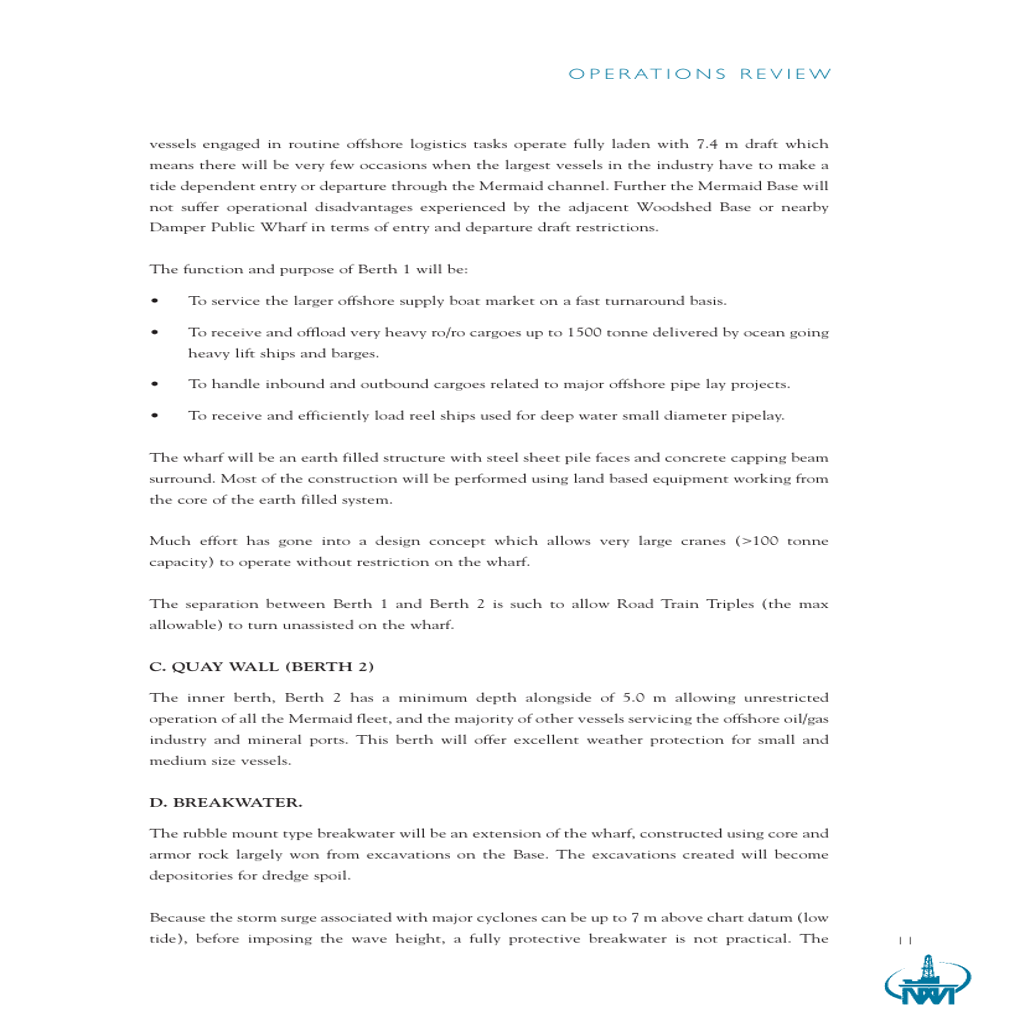 OPERATIONS REVIEW
vessels engaged in routine offshore logistics tasks operate fully laden with 7.4 m draft which
means there will be very few occasions when the largest vessels in the industry have to make a
tide dependent entry or departure through the Mermaid channel. Further the Mermaid Base will
not suffer operational disadvantages experienced by the adjacent Woodshed Base or nearby
Damper Public Wharf in terms of entry and departure draft restrictions.
The function and purpose of Berth 1 will be:
• To service the larger offshore supply boat market on a fast turnaround basis.
• To receive and offload very heavy ro/ro cargoes up to 1500 tonne delivered by ocean going
heavy lift ships and barges.
• To handle inbound and outbound cargoes related to major offshore pipe lay projects.
• To receive and efficiently load reel ships used for deep water small diameter pipelay.
The wharf will be an earth filled structure with steel sheet pile faces and concrete capping beam
surround. Most of the construction will be performed using land based equipment working from
the core of the earth filled system.
Much effort has gone into a design concept which allows very large cranes (>100 tonne
capacity) to operate without restriction on the wharf.
The separation between Berth 1 and Berth 2 is such to allow Road Train Triples (the max
allowable) to turn unassisted on the wharf.
C. QUAY WALL (BERTH 2)
The inner berth, Berth 2 has a minimum depth alongside of 5.0 m allowing unrestricted
operation of all the Mermaid fleet, and the majority of other vessels servicing the offshore oil/gas
industry and mineral ports. This berth will offer excellent weather protection for small and
medium size vessels.
D. BREAKWATER.
The rubble mount type breakwater will be an extension of the wharf, constructed using core and
armor rock largely won from excavations on the Base. The excavations created will become
depositories for dredge spoil.
Because the storm surge associated with major cyclones can be up to 7 m above chart datum (low
tide), before imposing the wave height, a fully protective breakwater is not practical. The
11